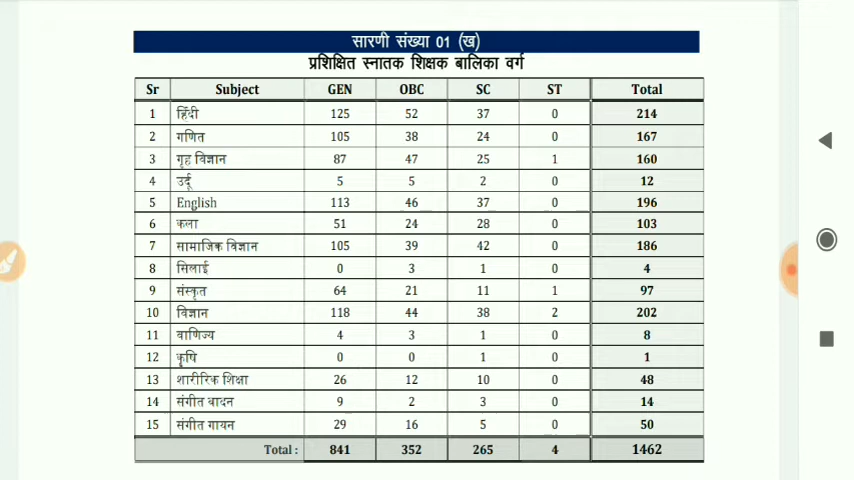 सारणी संख्या 01 (ख)
प्रशिक्षित स्नातक शिक्षक बालिका वर्ग
Sr Subject GEN OBC SC ST Total
1 हिंदी 125 52 37 0 214
2 गणित 105 38 24 0 167
3 गृह विज्ञान 87 47 25 1 160
4 उर्दू 5 5 2 0 12
5 English 113 46 37 0 196
6 कला 51 24 28 0 103
7 सामाजिक विज्ञान 105 39 42 0 186
8 सिलाई 0 3 1 0 4
9 संस्कृत 64 21 11 1 97
10 विज्ञान 118 44 38 2 202
11 वाणिज्य 4 3 1 0 8
12 कृषि 0 0 1 0 1
13 शारीरिक शिक्षा 26 12 10 0 48
14 संगीत वादन 9 2 3 0 14
15 संगीत गायन 29 16 5 0 50
Total : 841 352 265 4 1462